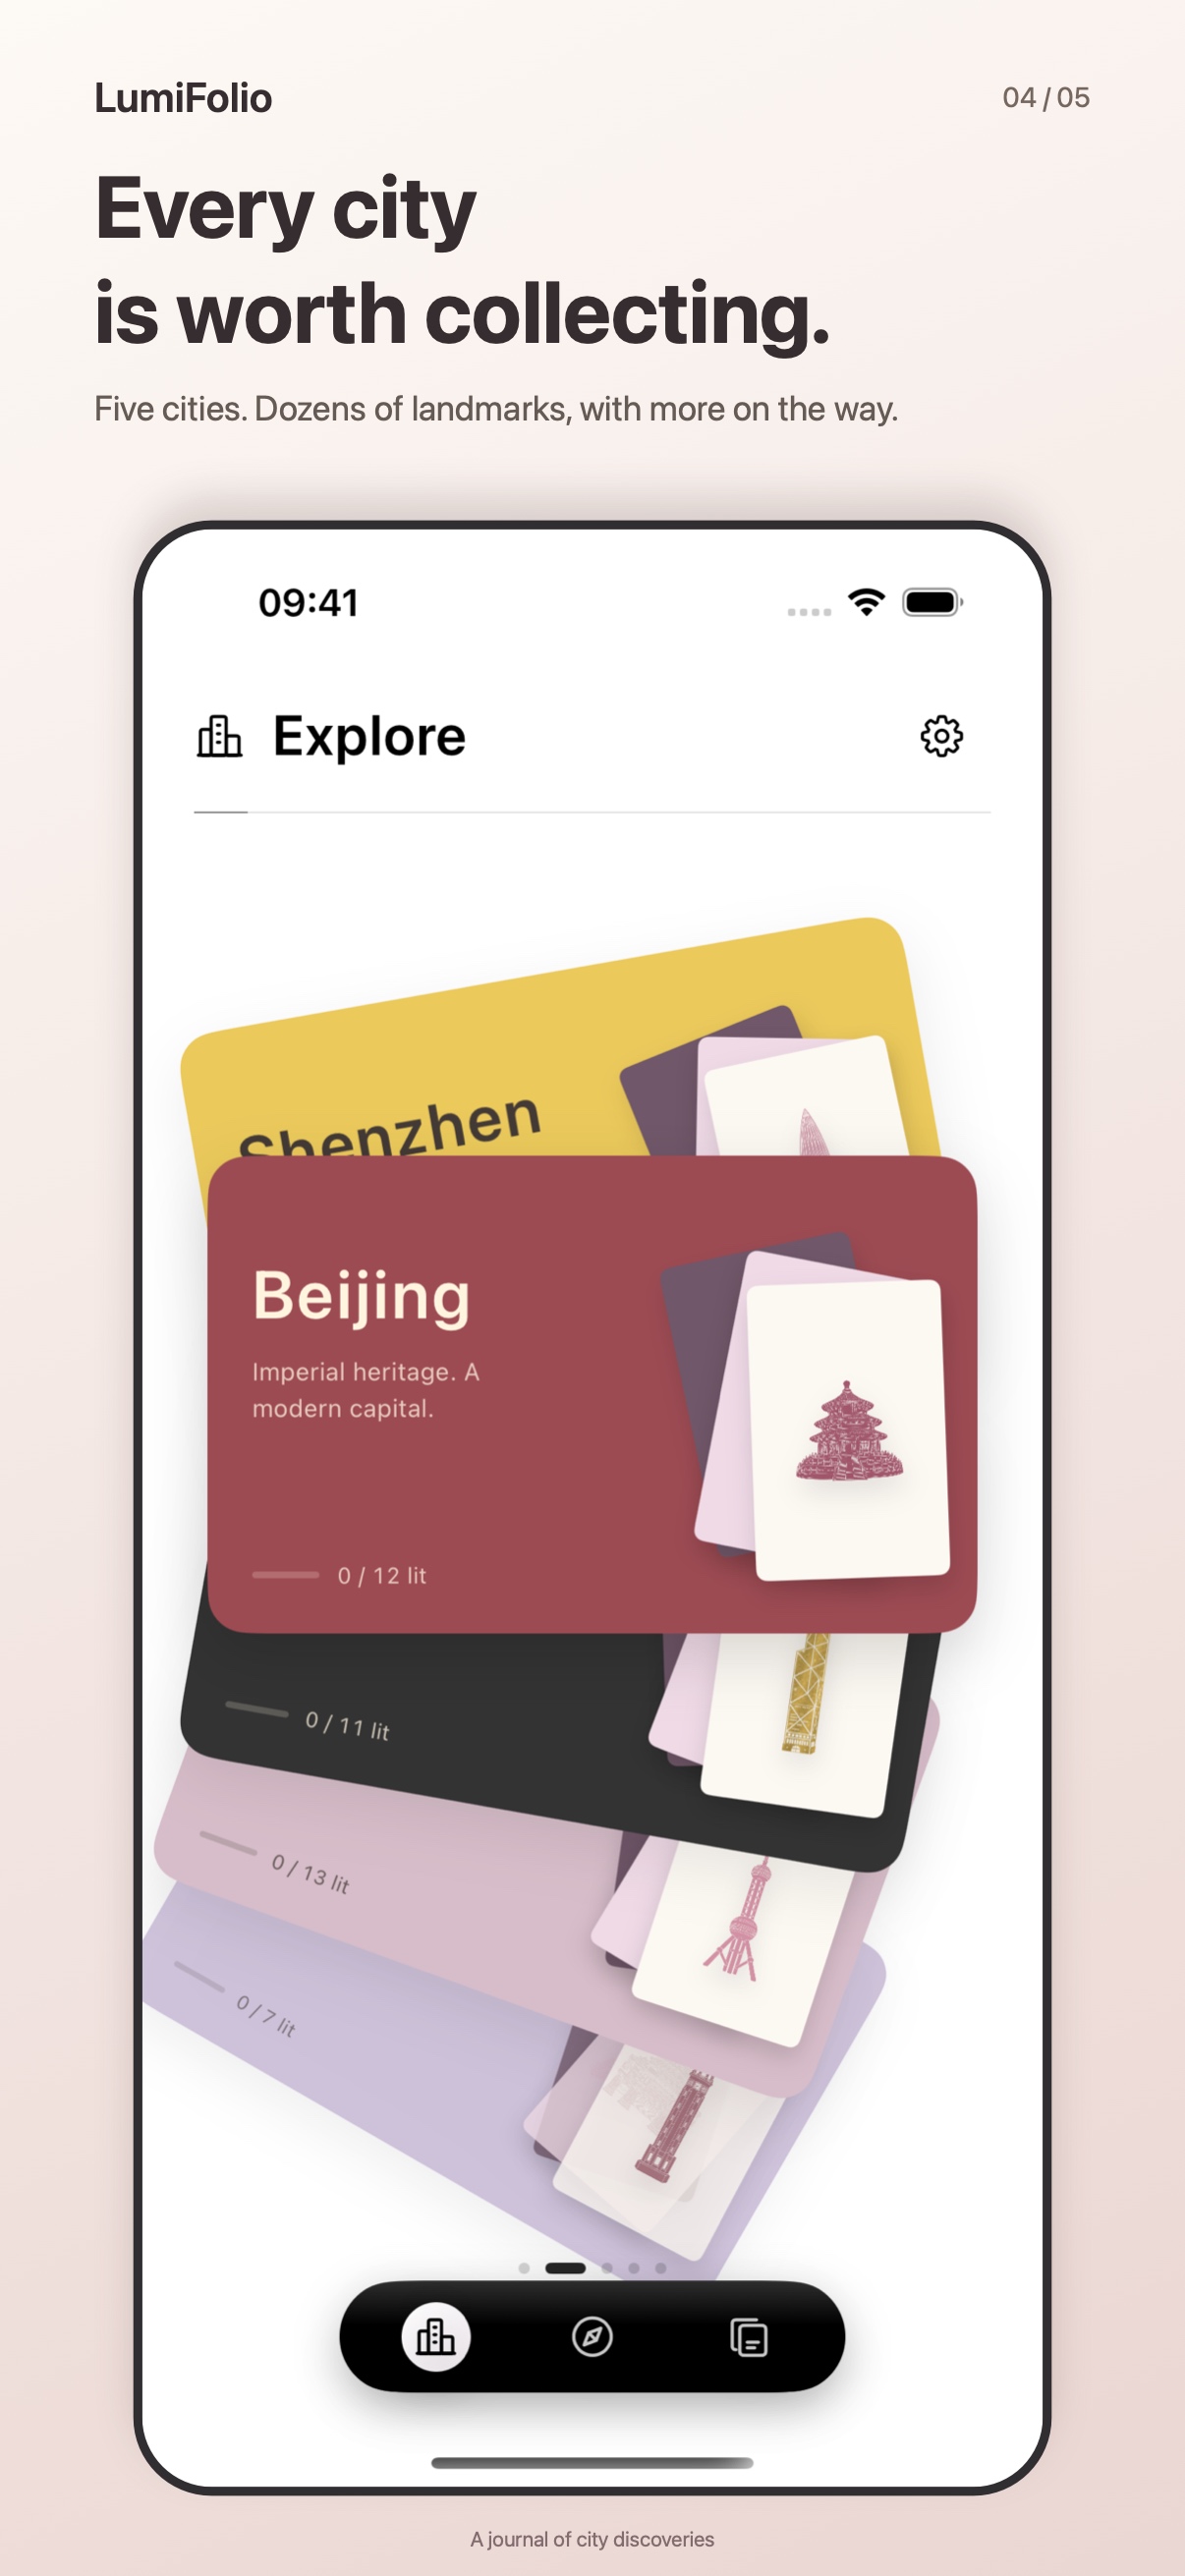 LumiFolio
04 / 05
Every city
is worth collecting.
Five cities. Dozens of landmarks, with more on the way.
09:41
Explore
Shenzhen
Beijing
Imperial heritage. A
modern capital.
0 / 12 lit
0 / 11 lit
0 / 13 lit
0 / 7 lit
A journal of city discoveries